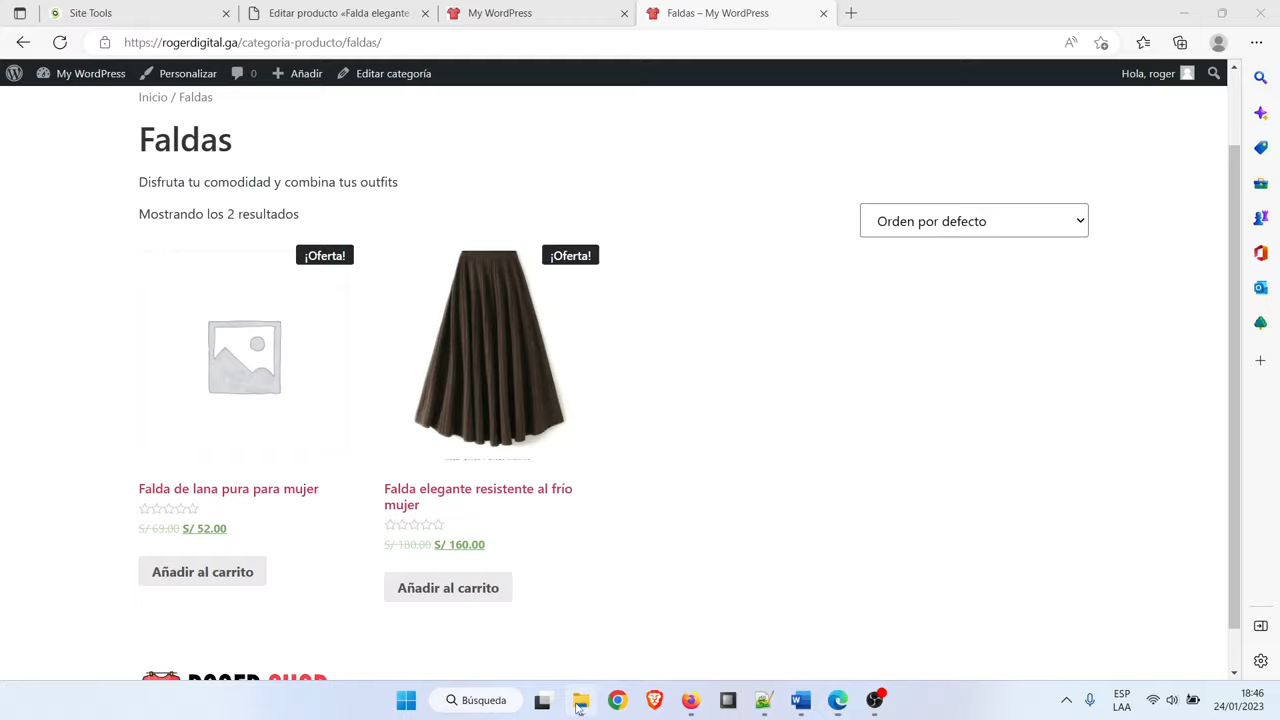 Site Tools
Editar producto «Falda elegante
My WordPress
Faldas – My WordPress
https://rogerdigital.ga/categoria-producto/faldas/
My WordPress
Personalizar
0
Añadir
Editar categoría
Hola, roger
Inicio / Faldas
Faldas
Disfruta tu comodidad y combina tus outfits
Mostrando los 2 resultados
Orden por defecto
¡Oferta!
¡Oferta!
Falda de lana pura para mujer
S/ 69.00 S/ 52.00
Añadir al carrito
Falda elegante resistente al frío
mujer
S/ 180.00 S/ 160.00
Añadir al carrito
ROGER SHOP
Búsqueda
ESP
LAA
18:46
24/01/2023